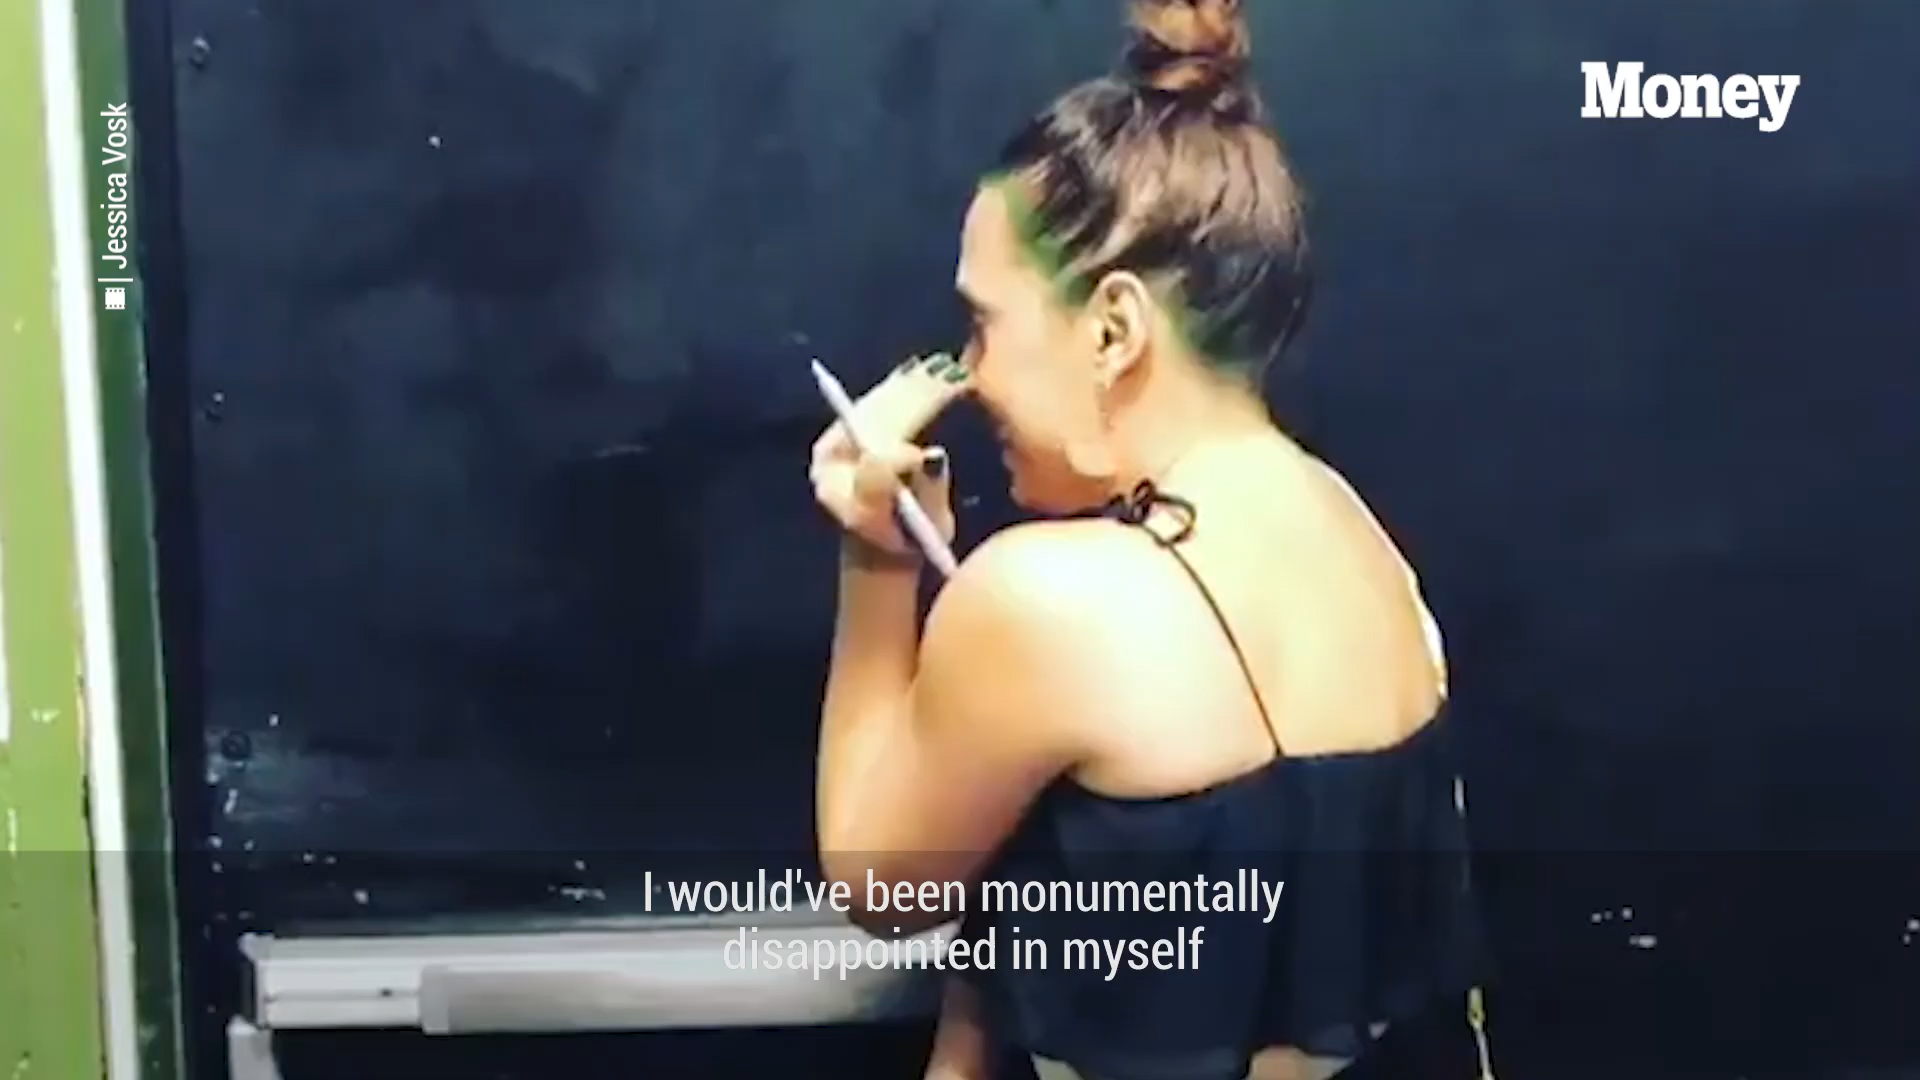 Money
| Jessica Vosk
I would've been monumentally
disappointed in myself